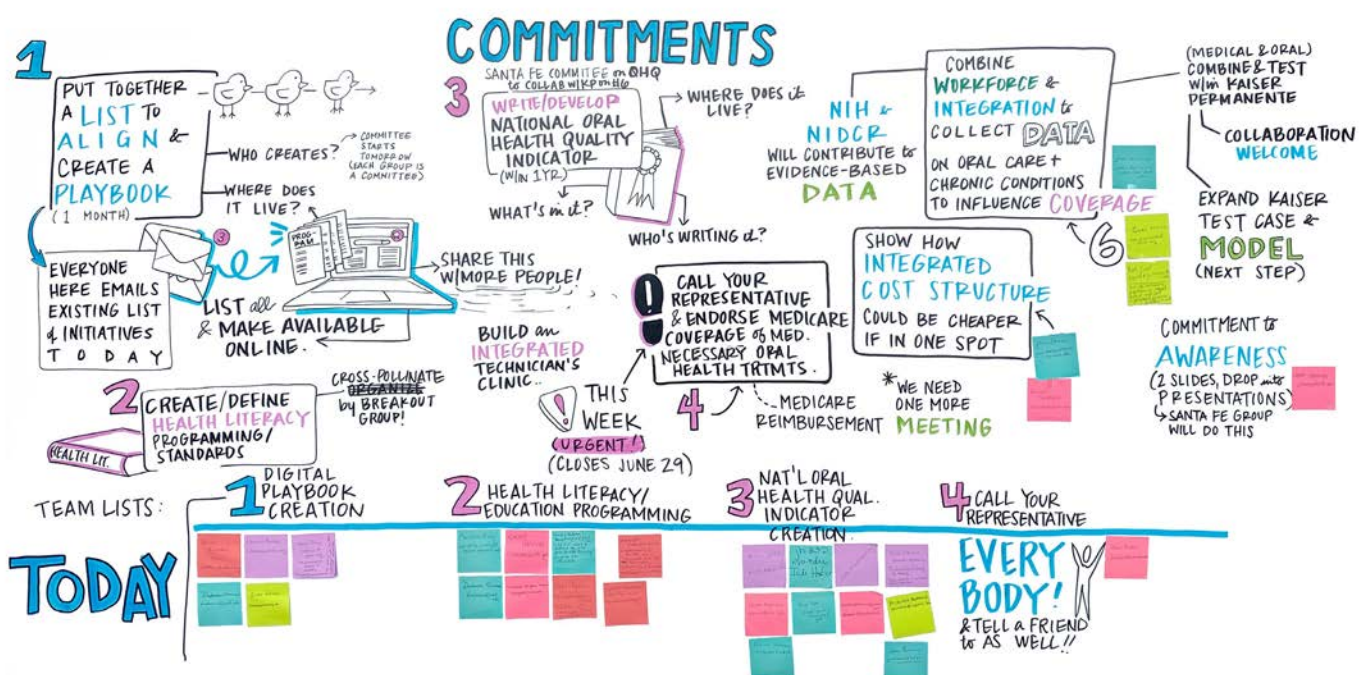 COMMITMENTS
1
PUT TOGETHER
A LIST TO
ALIGN &
CREATE A
PLAYBOOK
(1 MONTH)
WHO CREATES?
COMMITTEE
STARTS
TOMORROW
(EACH GROUP IS
A COMMITTEE)
WHERE DOES
IT LIVE?
EVERYONE
HERE EMAILS
EXISTING LIST
of INITIATIVES
TODAY
3
PROG-
RAM
LIST all
& MAKE AVAILABLE
ONLINE.
SHARE THIS
W/MORE PEOPLE!
2
CREATE/DEFINE
HEALTH LITERACY
PROGRAMMING/
STANDARDS
HEALTH LIT.
CROSS-POLLINATE
ORGANIZE
by BREAKOUT
GROUP!
3
SANTA FE COMMITEE on OHQ
to COLLAB W/KP on #6
WRITE/DEVELOP
NATIONAL ORAL
HEALTH QUALITY
INDICATOR
(W/IN 1YR.)
WHERE DOES it
LIVE?
WHAT'S in it?
WHO'S WRITING it?
BUILD an
INTEGRATED
TECHNICIAN'S
CLINIC..
!
CALL YOUR
REPRESENTATIVE
& ENDORSE MEDICARE
COVERAGE of MED.
NECESSARY ORAL
HEALTH TRTMTS.
4
MEDICARE
REIMBURSEMENT
!
THIS
WEEK
(URGENT!)
(CLOSES JUNE 29)
NIH &
NIDCR
WILL CONTRIBUTE to
EVIDENCE-BASED
DATA
COMBINE
WORKFORCE &
INTEGRATION to
COLLECT DATA
ON ORAL CARE +
CHRONIC CONDITIONS
TO INFLUENCE COVERAGE
6
(MEDICAL & ORAL)
COMBINE & TEST
W/in KAISER
PERMANENTE
COLLABORATION
WELCOME
EXPAND KAISER
TEST CASE &
MODEL
(NEXT STEP)
SHOW HOW
INTEGRATED
COST STRUCTURE
COULD BE CHEAPER
IF IN ONE SPOT
*WE NEED
ONE MORE
MEETING
COMMITMENT to
AWARENESS
(2 SLIDES, DROP into
PRESENTATIONS)
SANTA FE GROUP
WILL DO THIS
TEAM LISTS:
TODAY
1 DIGITAL
PLAYBOOK
CREATION
2 HEALTH LITERACY/
EDUCATION PROGRAMMING
3 NAT'L ORAL
HEALTH QUAL.
INDICATOR
CREATION
4 CALL YOUR
REPRESENTATIVE
EVERY
BODY!
& TELL a FRIEND
to AS WELL!!